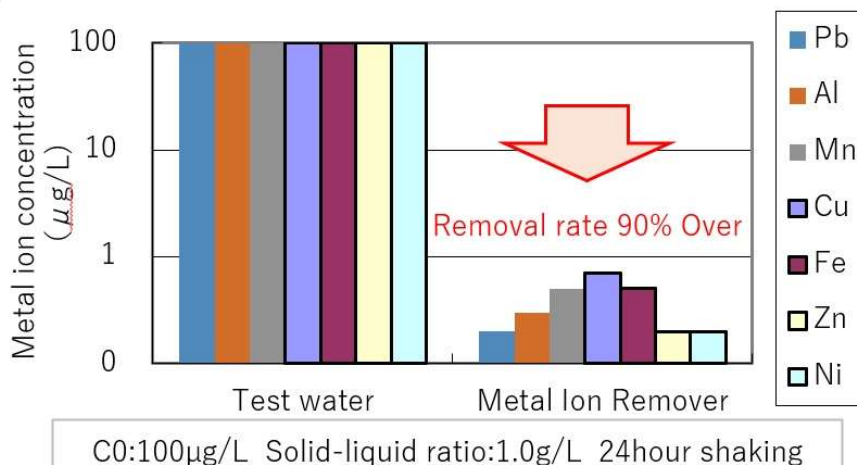 Metal ion concentration
(μg/L)
100
10
1
0
Removal rate 90% Over
Test water
Metal Ion Remover
Pb
Al
Mn
Cu
Fe
Zn
Ni
C0:100μg/L Solid-liquid ratio:1.0g/L 24hour shaking